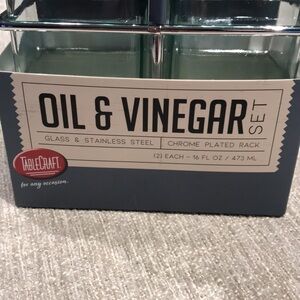 OIL & VINEGAR SET
GLASS & STAINLESS STEEL | CHROME PLATED RACK
(2) EACH - 16 FL OZ / 473 ML
TABLECRAFT
for any occasion.